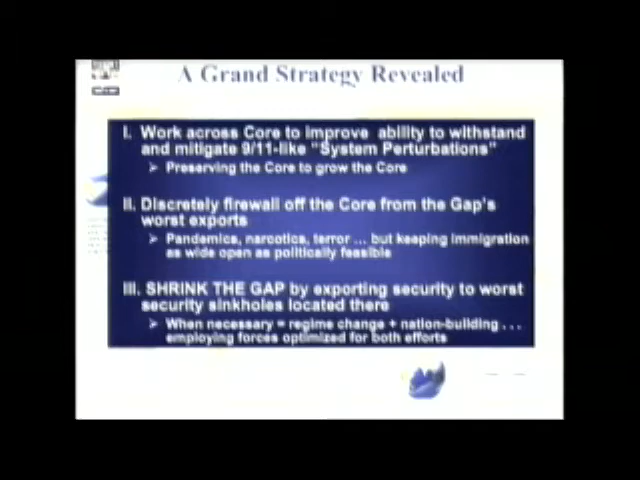 A Grand Strategy Revealed
I. Work across Core to improve ability to withstand
and mitigate 9/11-like "System Perturbations"
➢ Preserving the Core to grow the Core
II. Discretely firewall off the Core from the Gap's
worst exports
➢ Pandemics, narcotics, terror ... but keeping immigration
as wide open as politically feasible
III. SHRINK THE GAP by exporting security to worst
security sinkholes located there
➢ When necessary = regime change + nation-building ...
employing forces optimized for both efforts